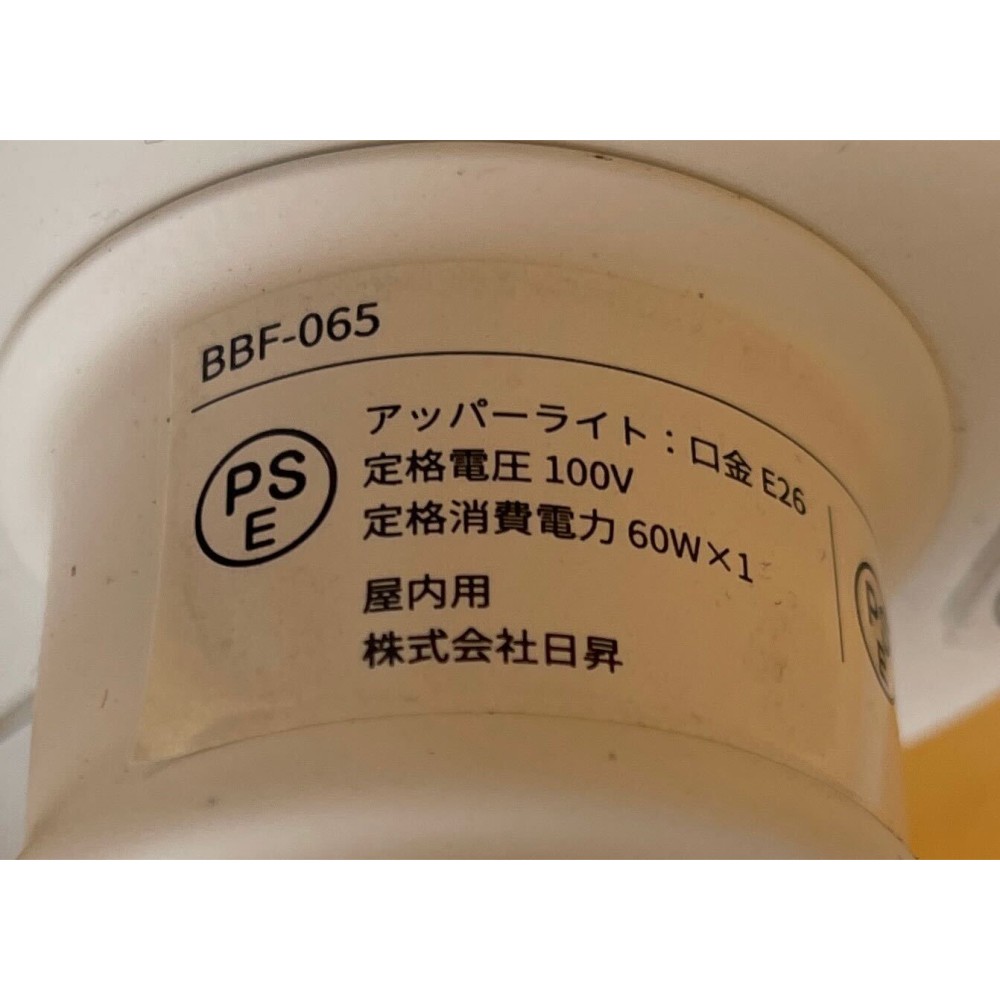 BBF-065
PS
E
アッパーライト：口金 E26
定格電圧 100V
定格消費電力 60W×1
屋内用
株式会社日昇